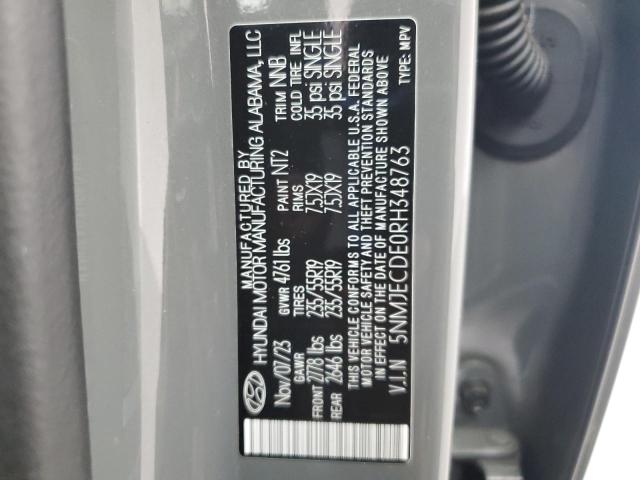 MANUFACTURED BY
HYUNDAI MOTOR MANUFACTURING ALABAMA, LLC
Nov/07/23 GVWR 4761 lbs PAINT NT2 TRIM NNB
GAWR TIRES RIMS COLD TIRE INFL
FRONT 2778 lbs 235/55R19 7.5JX19 35 psi SINGLE
REAR 2646 lbs 235/55R19 7.5JX19 35 psi SINGLE
THIS VEHICLE CONFORMS TO ALL APPLICABLE U.S.A. FEDERAL
MOTOR VEHICLE SAFETY AND THEFT PREVENTION STANDARDS
IN EFFECT ON THE DATE OF MANUFACTURE SHOWN ABOVE
V.I.N 5NMJECDE0RH348763 TYPE: MPV